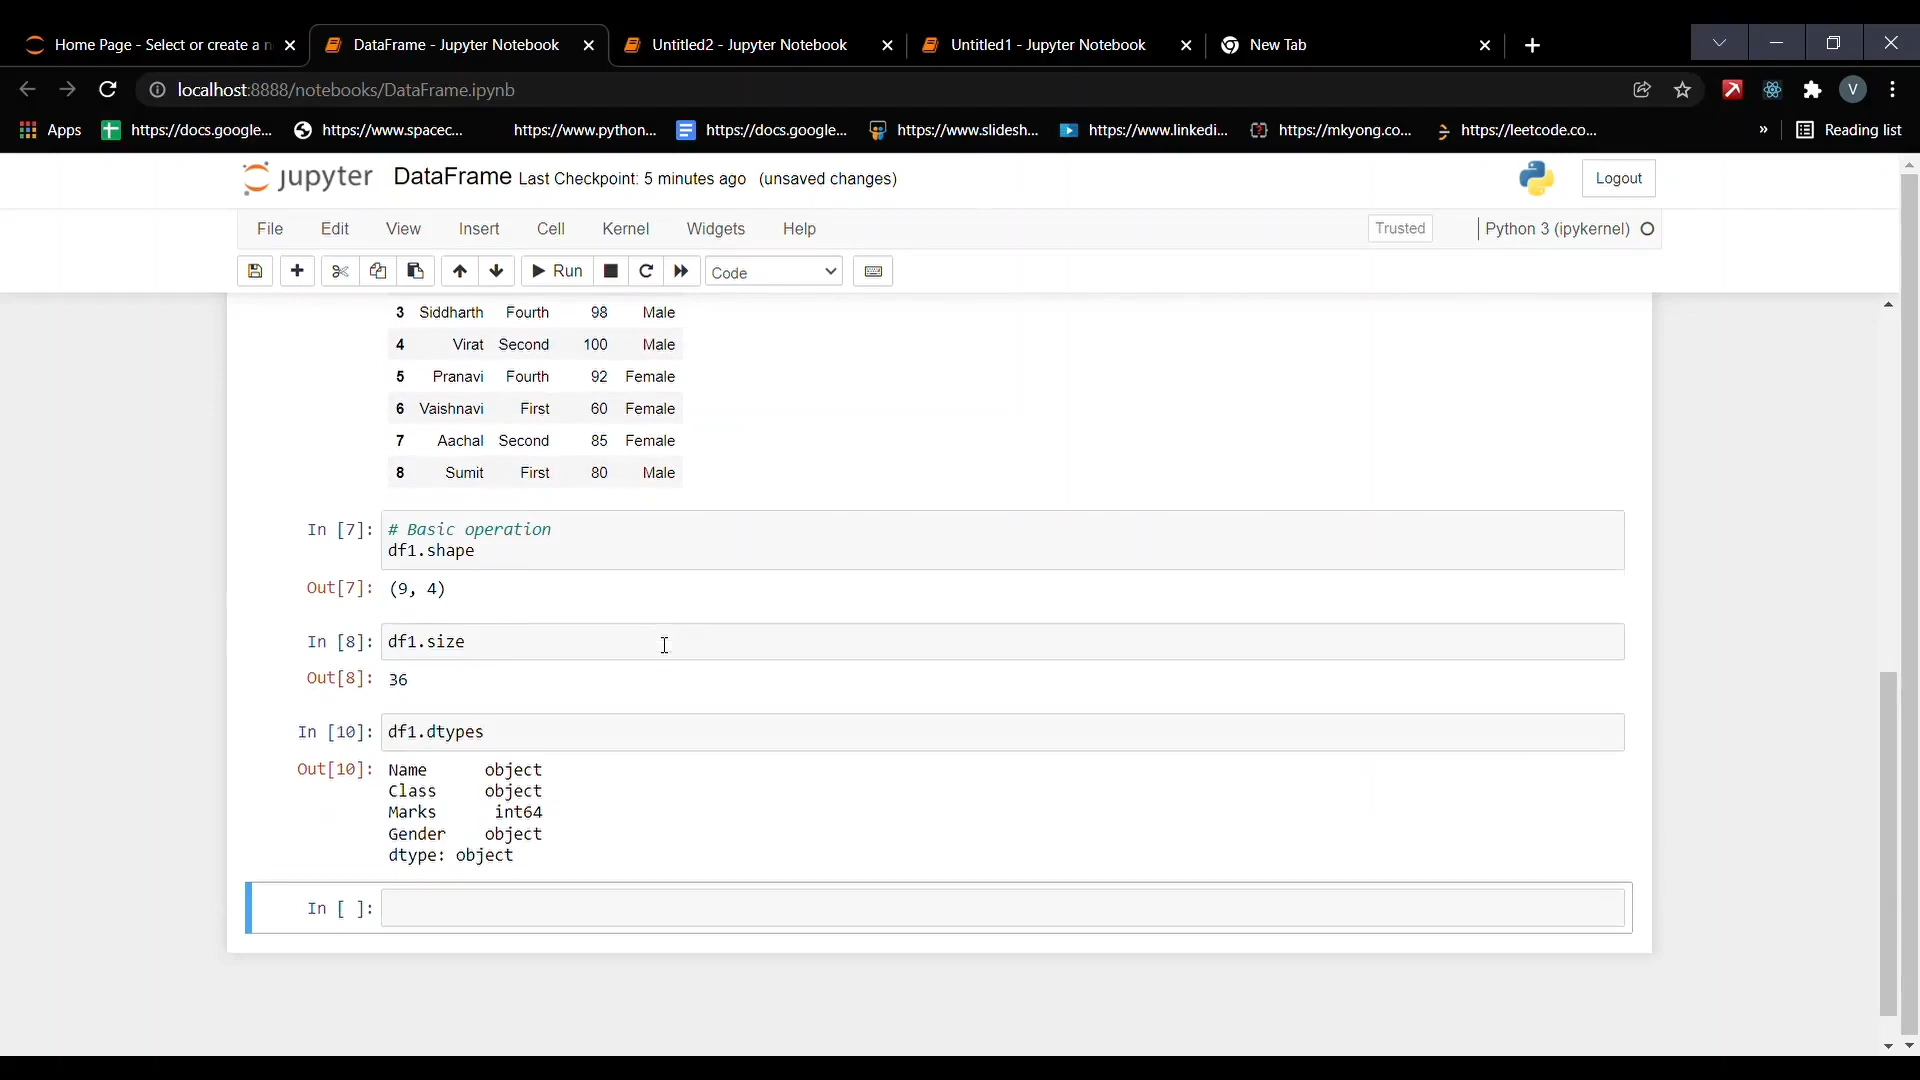 Home Page - Select or create a n
DataFrame - Jupyter Notebook
Untitled2 - Jupyter Notebook
Untitled1 - Jupyter Notebook
New Tab
localhost:8888/notebooks/DataFrame.ipynb
V
Apps
https://docs.google...
https://www.spacec...
https://www.python...
https://docs.google...
https://www.slidesh...
https://www.linkedi...
https://mkyong.co...
https://leetcode.co...
»
Reading list
jupyter DataFrame Last Checkpoint: 5 minutes ago (unsaved changes)
Logout
File Edit View Insert Cell Kernel Widgets Help
Trusted
Python 3 (ipykernel)
Run
Code
3 Siddharth Fourth 98 Male
4 Virat Second 100 Male
5 Pranavi Fourth 92 Female
6 Vaishnavi First 60 Female
7 Aachal Second 85 Female
8 Sumit First 80 Male
In [7]: # Basic operation
df1.shape
Out[7]: (9, 4)
In [8]: df1.size
Out[8]: 36
In [10]: df1.dtypes
Out[10]: Name object
Class object
Marks int64
Gender object
dtype: object
In [ ]: